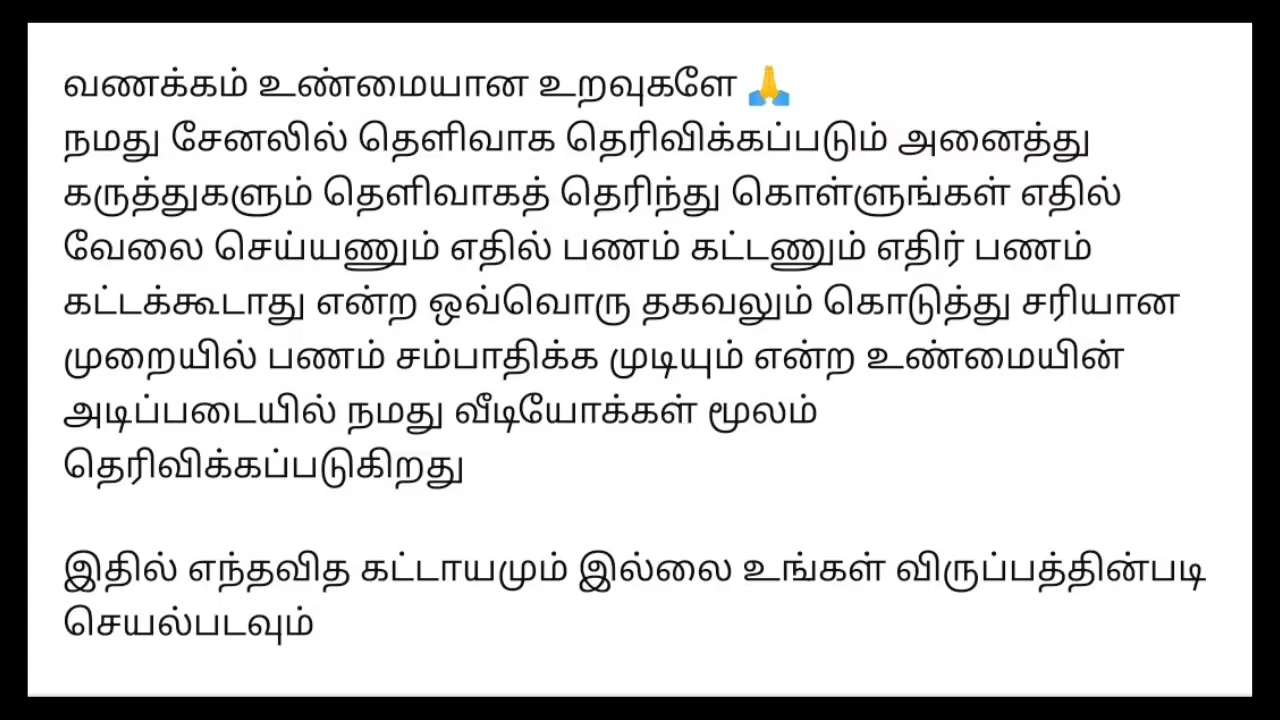 வணக்கம் உண்மையான உறவுகளே 🙏
நமது சேனலில் தெளிவாக தெரிவிக்கப்படும் அனைத்து
கருத்துகளும் தெளிவாகத் தெரிந்து கொள்ளுங்கள் எதில்
வேலை செய்யணும் எதில் பணம் கட்டணும் எதிர் பணம்
கட்டக்கூடாது என்ற ஒவ்வொரு தகவலும் கொடுத்து சரியான
முறையில் பணம் சம்பாதிக்க முடியும் என்ற உண்மையின்
அடிப்படையில் நமது வீடியோக்கள் மூலம்
தெரிவிக்கப்படுகிறது
இதில் எந்தவித கட்டாயமும் இல்லை உங்கள் விருப்பத்தின்படி
செயல்படவும்